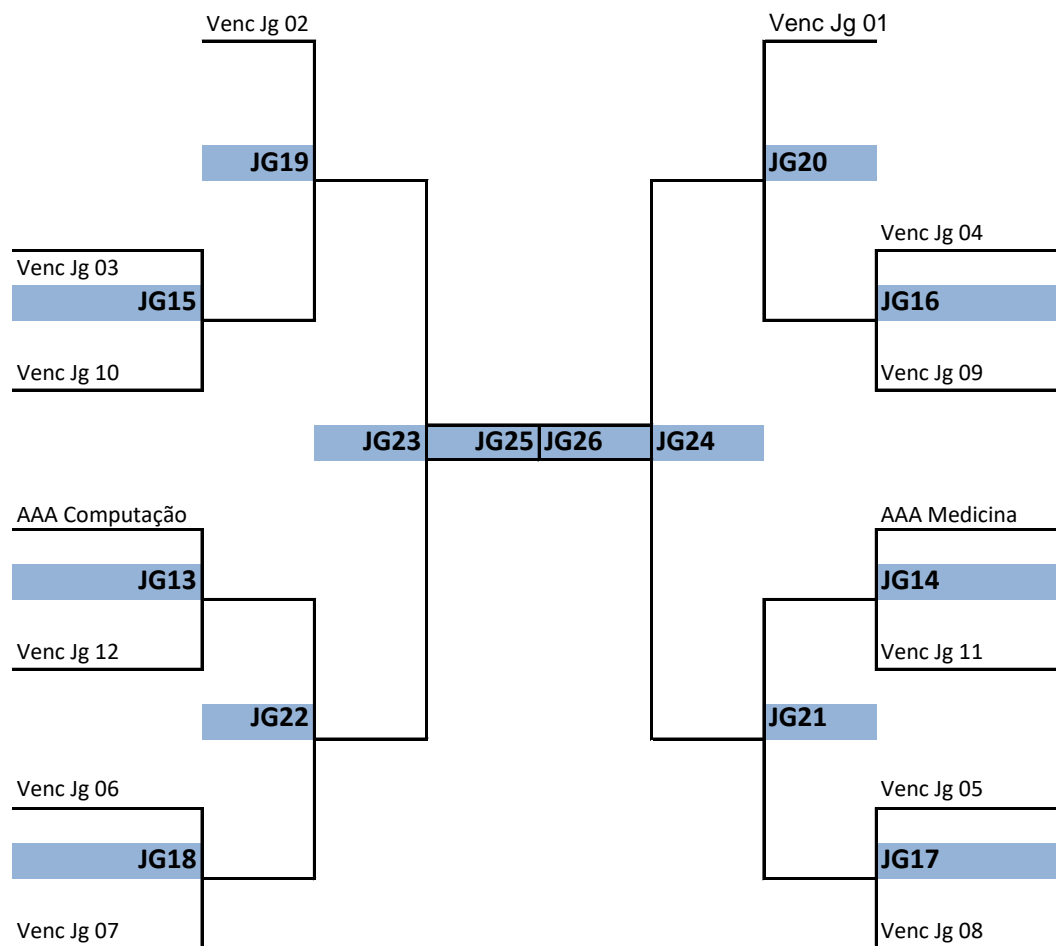 Venc Jg 02
Venc Jg 01
JG19
JG20
Venc Jg 04
Venc Jg 03
JG15
JG16
Venc Jg 10
Venc Jg 09
JG23
JG25
JG26
JG24
AAA Computação
AAA Medicina
JG13
JG14
Venc Jg 12
Venc Jg 11
JG22
JG21
Venc Jg 06
Venc Jg 05
JG18
JG17
Venc Jg 07
Venc Jg 08